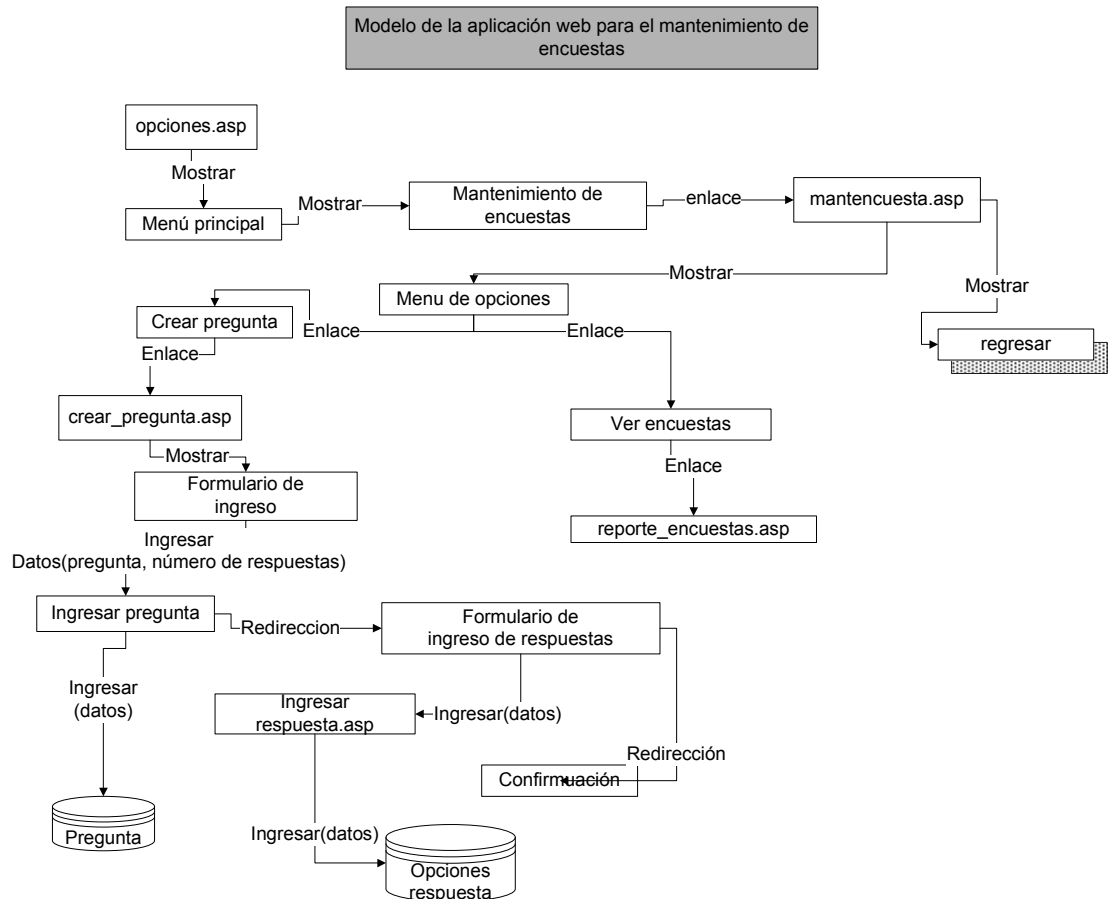 Modelo de la aplicación web para el mantenimiento de
encuestas
opciones.asp
Mostrar
Menú principal
Mostrar
Mantenimiento de
encuestas
enlace
mantencuesta.asp
Mostrar
Mostrar
Menu de opciones
regresar
Crear pregunta
Enlace
Enlace
Enlace
crear_pregunta.asp
Ver encuestas
Mostrar
Enlace
Formulario de
ingreso
reporte_encuestas.asp
Ingresar
Datos(pregunta, número de respuestas)
Ingresar pregunta
Redireccion
Formulario de
ingreso de respuestas
Ingresar
(datos)
Ingresar
respuesta.asp
Ingresar(datos)
Redirección
Confirmuación
Pregunta
Ingresar(datos)
Opciones
respuesta